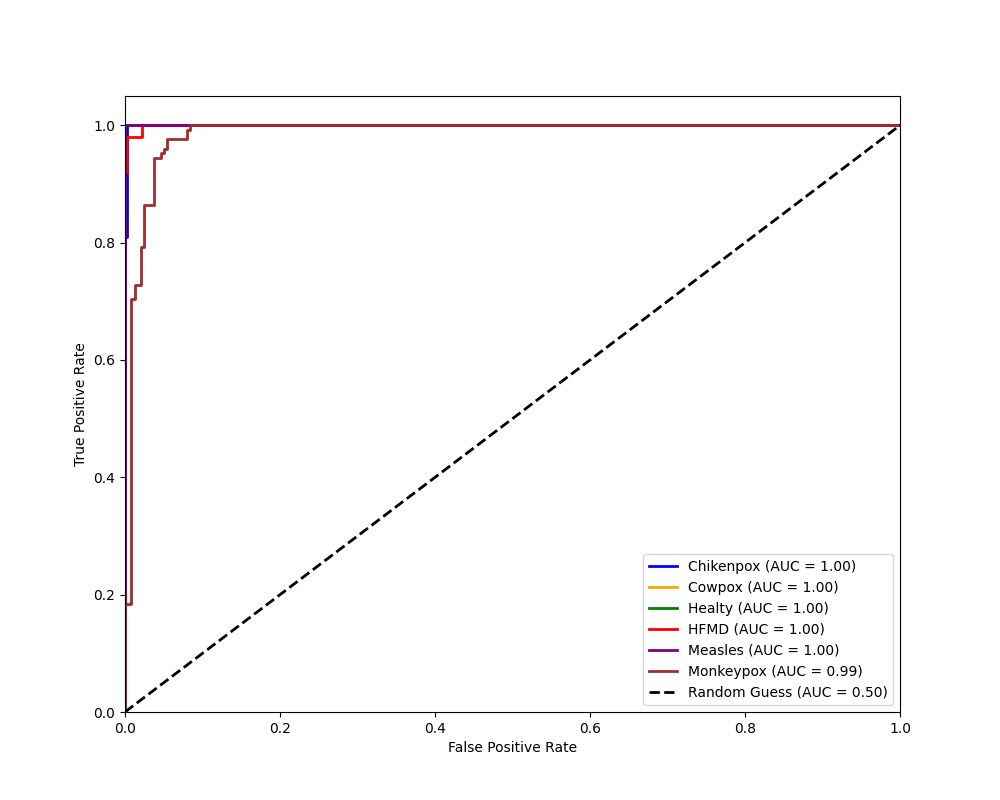 1.0
0.8
0.6
0.4
0.2
0.0
True Positive Rate
0.0 0.2 0.4 0.6 0.8 1.0
False Positive Rate
Chikenpox (AUC = 1.00)
Cowpox (AUC = 1.00)
Healty (AUC = 1.00)
HFMD (AUC = 1.00)
Measles (AUC = 1.00)
Monkeypox (AUC = 0.99)
Random Guess (AUC = 0.50)